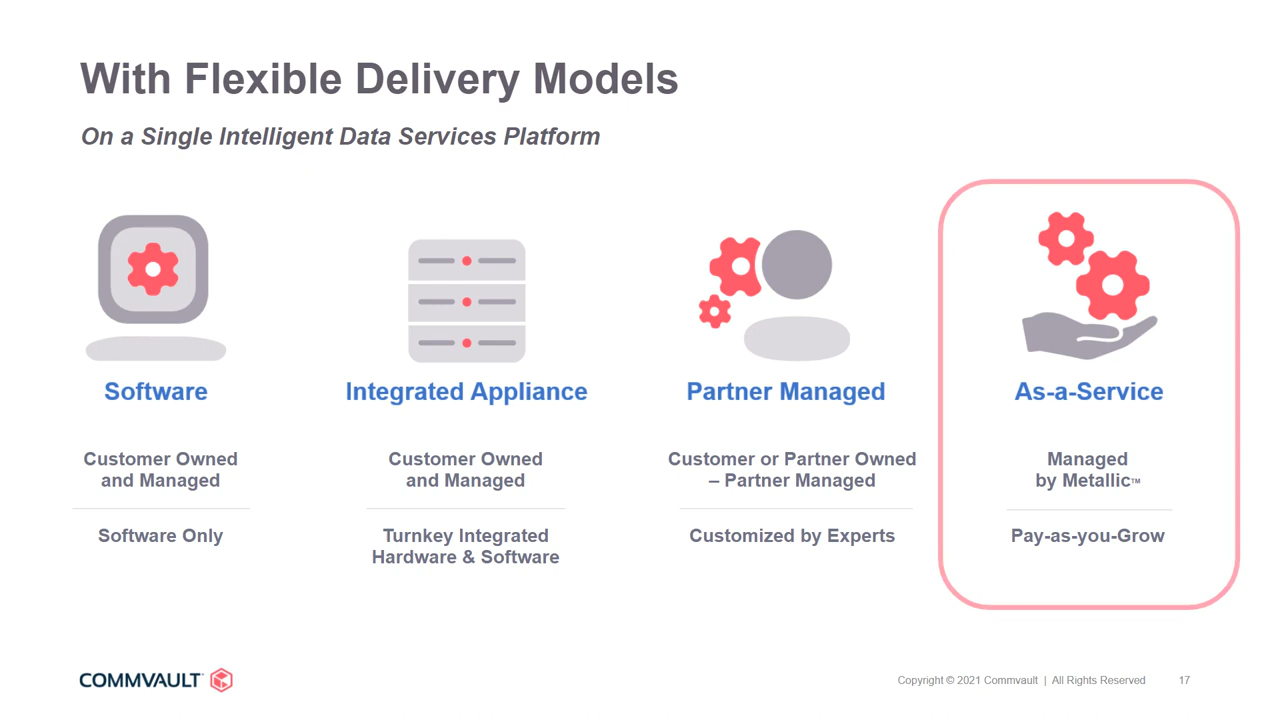 With Flexible Delivery Models
On a Single Intelligent Data Services Platform
Software
Customer Owned
and Managed
Software Only
Integrated Appliance
Customer Owned
and Managed
Turnkey Integrated
Hardware & Software
Partner Managed
Customer or Partner Owned
– Partner Managed
Customized by Experts
As-a-Service
Managed
by Metallic™
Pay-as-you-Grow
COMMVAULT
Copyright © 2021 Commvault | All Rights Reserved 17